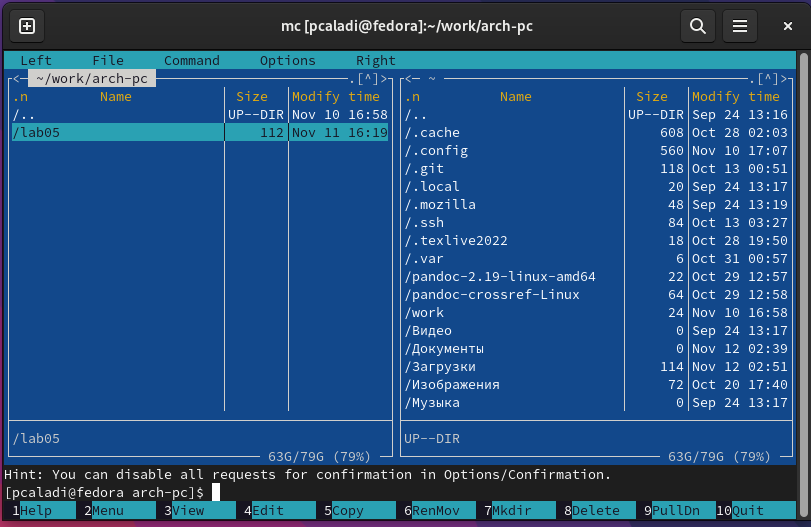 mc [pcaladi@fedora]:~/work/arch-pc
Left File Command Options Right
<─ ~/work/arch-pc ─.[^]>
.n Name Size Modify time
/.. UP--DIR Nov 10 16:58
/lab05 112 Nov 11 16:19
/lab05
63G/79G (79%)
<─ ~ ─.[^]>
.n Name Size Modify time
/.. UP--DIR Sep 24 13:16
/.cache 608 Oct 28 02:03
/.config 560 Nov 10 17:07
/.git 118 Oct 13 00:51
/.local 20 Sep 24 13:17
/.mozilla 48 Sep 24 13:19
/.ssh 84 Oct 13 03:27
/.texlive2022 18 Oct 28 19:50
/.var 6 Oct 31 00:57
/pandoc-2.19-linux-amd64 22 Oct 29 12:57
/pandoc-crossref-Linux 64 Oct 29 12:58
/work 24 Nov 10 16:58
/Видео 0 Sep 24 13:17
/Документы 0 Nov 12 02:39
/Загрузки 114 Nov 12 02:51
/Изображения 72 Oct 20 17:40
/Музыка 0 Sep 24 13:17
UP--DIR
63G/79G (79%)
Hint: You can disable all requests for confirmation in Options/Confirmation.
[pcaladi@fedora arch-pc]$
1Help 2Menu 3View 4Edit 5Copy 6RenMov 7Mkdir 8Delete 9PullDn 10Quit